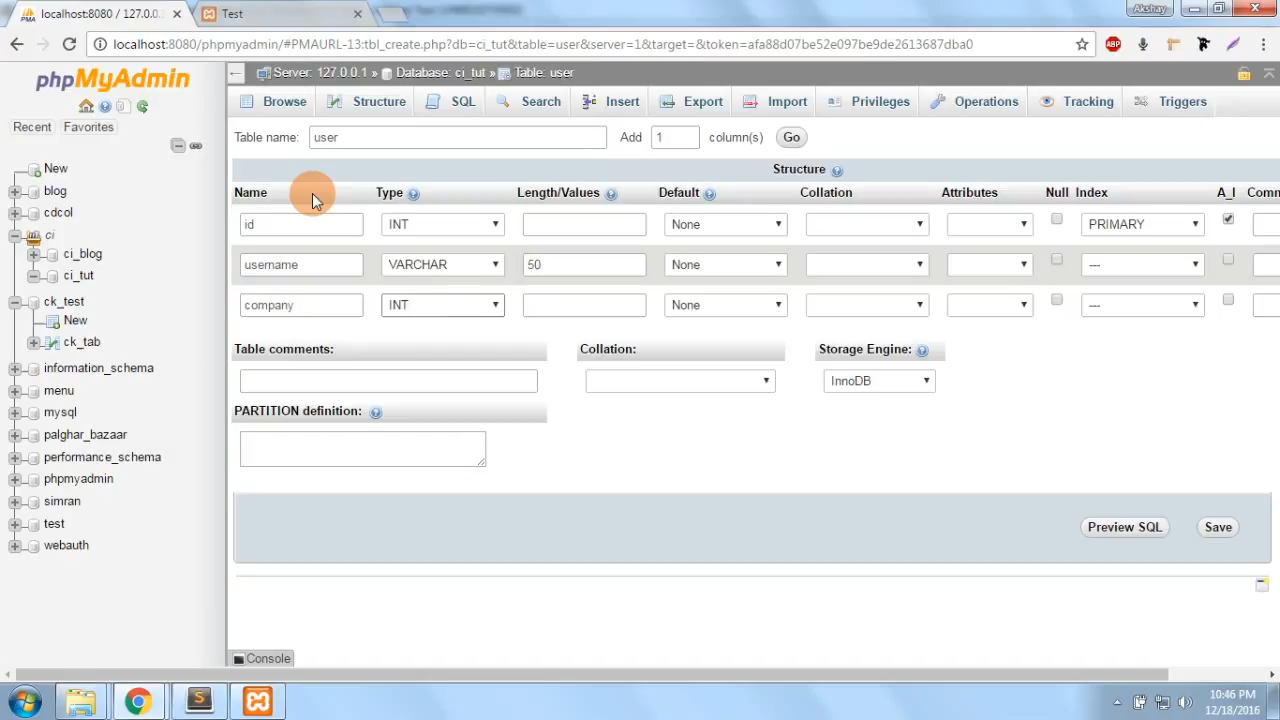 localhost:8080 / 127.0.0.
Test
Akshay
localhost:8080/phpmyadmin/#PMAURL-13:tbl_create.php?db=ci_tut&table=user&server=1&target=&token=afa88d07be52e097be9de2613687dba0
ABP
phpMyAdmin
Server: 127.0.0.1 » Database: ci_tut » Table: user
Browse Structure SQL Search Insert Export Import Privileges Operations Tracking Triggers
Recent Favorites
Table name: user Add 1 column(s) Go
New
blog
cdcol
ci
ci_blog
ci_tut
ck_test
New
ck_tab
information_schema
menu
mysql
palghar_bazaar
performance_schema
phpmyadmin
simran
test
webauth
Structure
Name Type Length/Values Default Collation Attributes Null Index A_I Comm
id INT None PRIMARY
username VARCHAR 50 None ---
company INT None ---
Table comments: Collation: Storage Engine:
InnoDB
PARTITION definition:
Preview SQL Save
Console
10:46 PM
12/18/2016